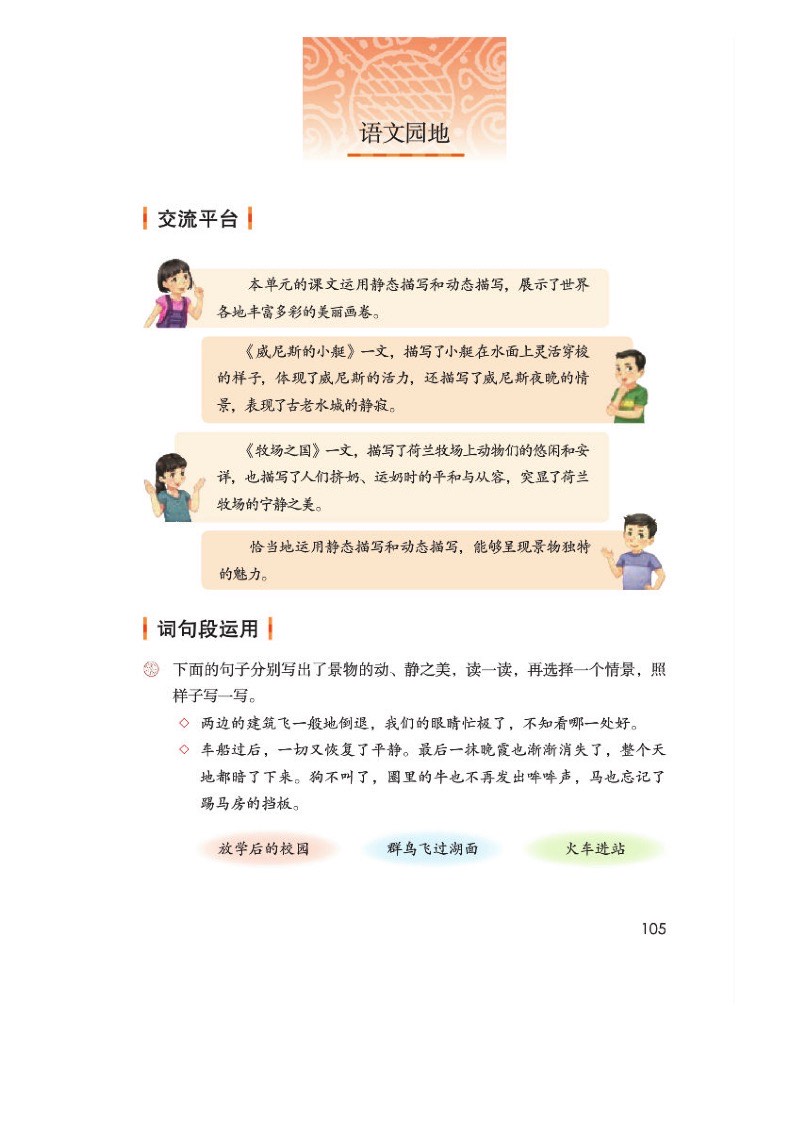 语文园地
交流平台
本单元的课文运用静态描写和动态描写，展示了世界
各地丰富多彩的美丽画卷。
《威尼斯的小艇》一文，描写了小艇在水面上灵活穿梭
的样子，体现了威尼斯的活力，还描写了威尼斯夜晚的情
景，表现了古老水城的静寂。
《牧场之国》一文，描写了荷兰牧场上动物们的悠闲和安
详，也描写了人们挤奶、运奶时的平和与从容，突显了荷兰
牧场的宁静之美。
恰当地运用静态描写和动态描写，能够呈现景物独特
的魅力。
词句段运用
下面的句子分别写出了景物的动、静之美，读一读，再选择一个情景，照
样子写一写。
◇ 两边的建筑飞一般地倒退，我们的眼睛忙极了，不知看哪一处好。
◇ 车船过后，一切又恢复了平静。最后一抹晚霞也渐渐消失了，整个天
地都暗了下来。狗不叫了，圈里的牛也不再发出哞哞声，马也忘记了
踢马房的挡板。
放学后的校园 群鸟飞过湖面 火车进站
105